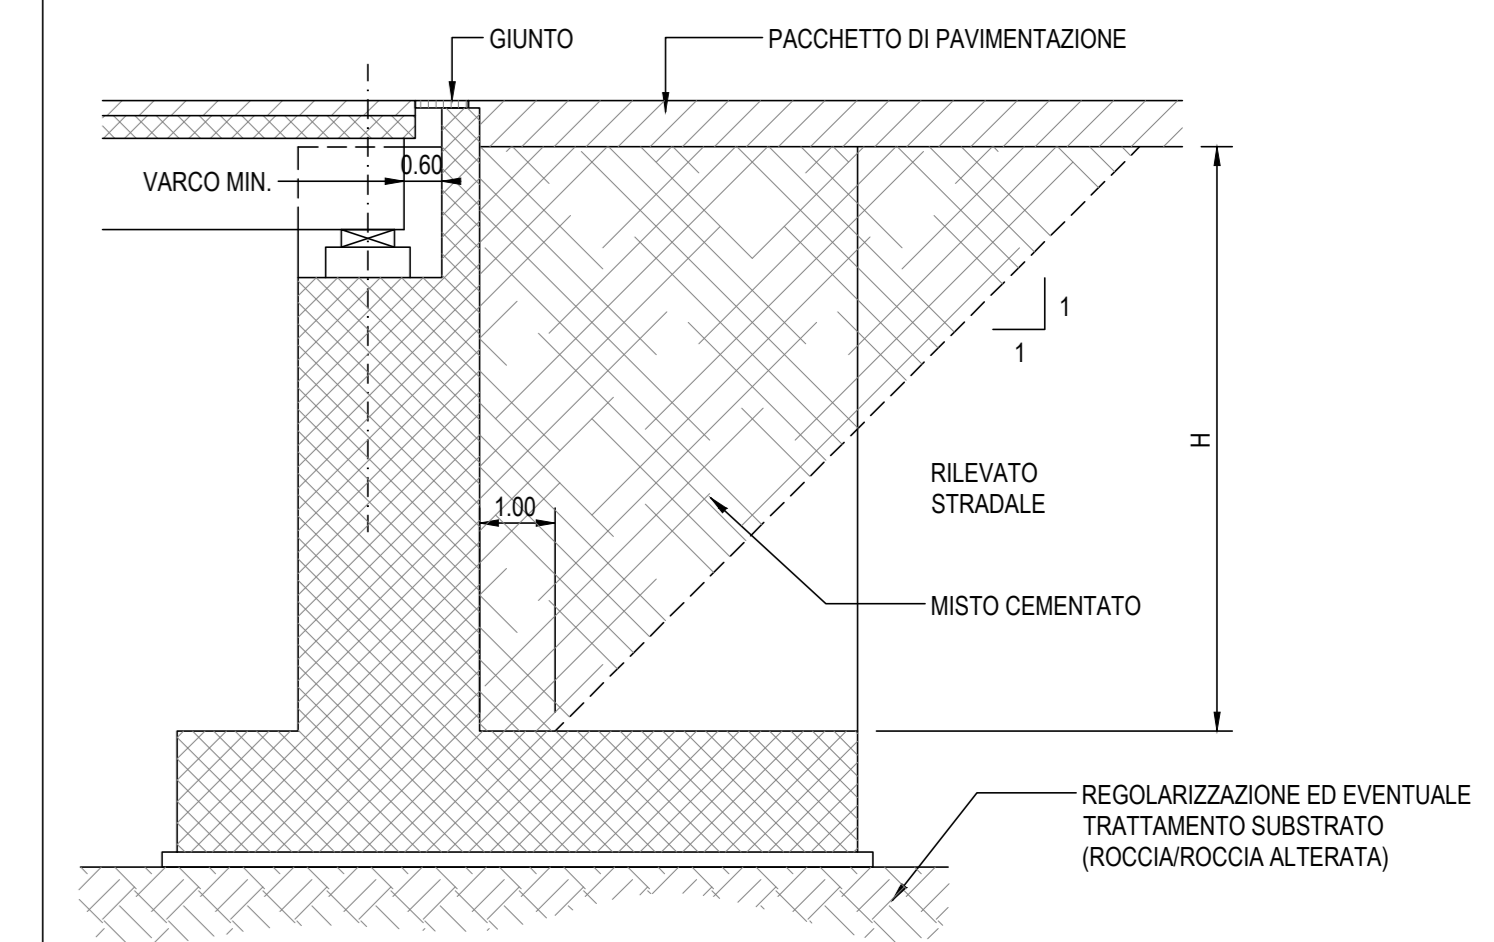 GIUNTO
PACCHETTO DI PAVIMENTAZIONE
0.60
VARCO MIN.
1
1
H
RILEVATO
STRADALE
1.00
MISTO CEMENTATO
REGOLARIZZAZIONE ED EVENTUALE
TRATTAMENTO SUBSTRATO
(ROCCIA/ROCCIA ALTERATA)